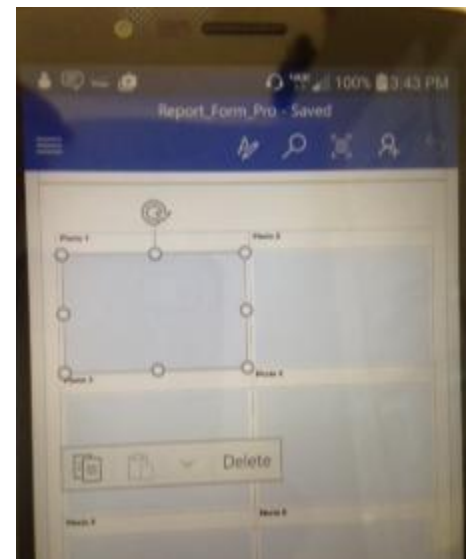 100% 3:43 PM
Report_Form_Pro - Saved
Photo 1 Photo 2
Photo 3 Photo 4
Delete
Photo 5 Photo 6